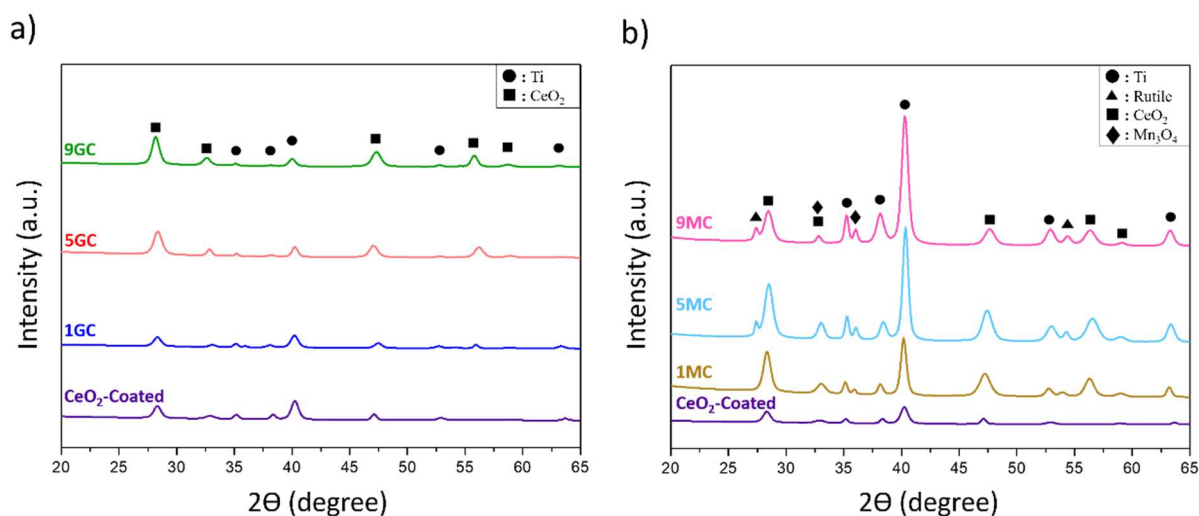 a)
● : Ti
■ : CeO₂
9GC
5GC
1GC
CeO₂-Coated
Intensity (a.u.)
20 25 30 35 40 45 50 55 60 65
2Ө (degree)
b)
● : Ti
▲ : Rutile
■ : CeO₂
◆ : Mn₃O₄
9MC
5MC
1MC
CeO₂-Coated
Intensity (a.u.)
20 25 30 35 40 45 50 55 60 65
2Ө (degree)